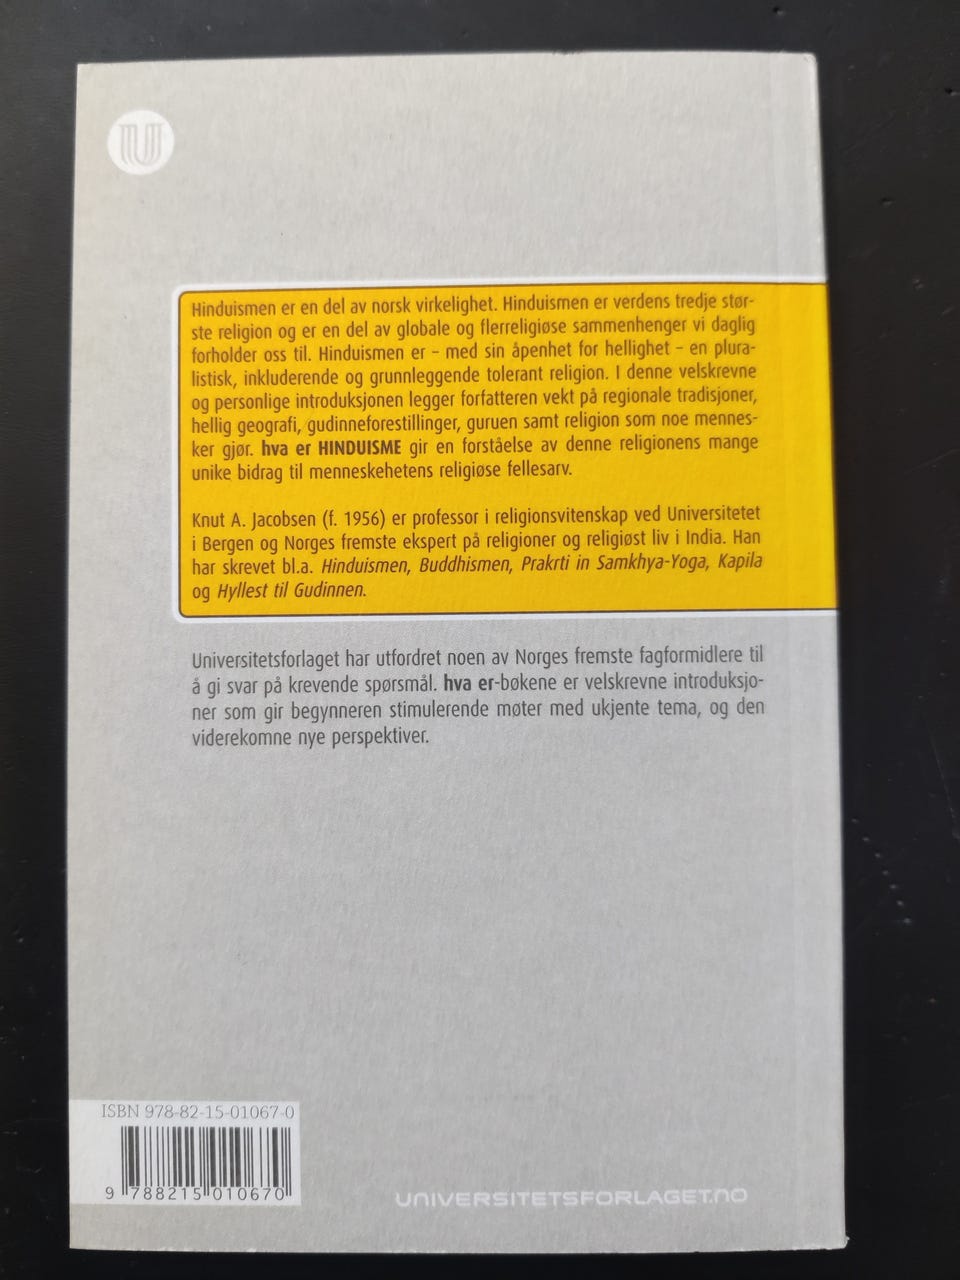 Hinduismen er en del av norsk virkelighet. Hinduismen er verdens tredje stør-
ste religion og er en del av globale og flerreligiøse sammenhenger vi daglig
forholder oss til. Hinduismen er – med sin åpenhet for hellighet – en plura-
listisk, inkluderende og grunnleggende tolerant religion. I denne velskrevne
og personlige introduksjonen legger forfatteren vekt på regionale tradisjoner,
hellig geografi, gudinneforestillinger, guruen samt religion som noe mennes-
ker gjør. hva er HINDUISME gir en forståelse av denne religionens mange
unike bidrag til menneskehetens religiøse fellesarv.
Knut A. Jacobsen (f. 1956) er professor i religionsvitenskap ved Universitetet
i Bergen og Norges fremste ekspert på religioner og religiøst liv i India. Han
har skrevet bl.a. Hinduismen, Buddhismen, Prakrti in Samkhya-Yoga, Kapila
og Hyllest til Gudinnen.
Universitetsforlaget har utfordret noen av Norges fremste fagformidlere til
å gi svar på krevende spørsmål. hva er-bøkene er velskrevne introduksjo-
ner som gir begynneren stimulerende møter med ukjente tema, og den
viderekomne nye perspektiver.
ISBN 978-82-15-01067-0
9 788215 010670
UNIVERSITETSFORLAGET.NO